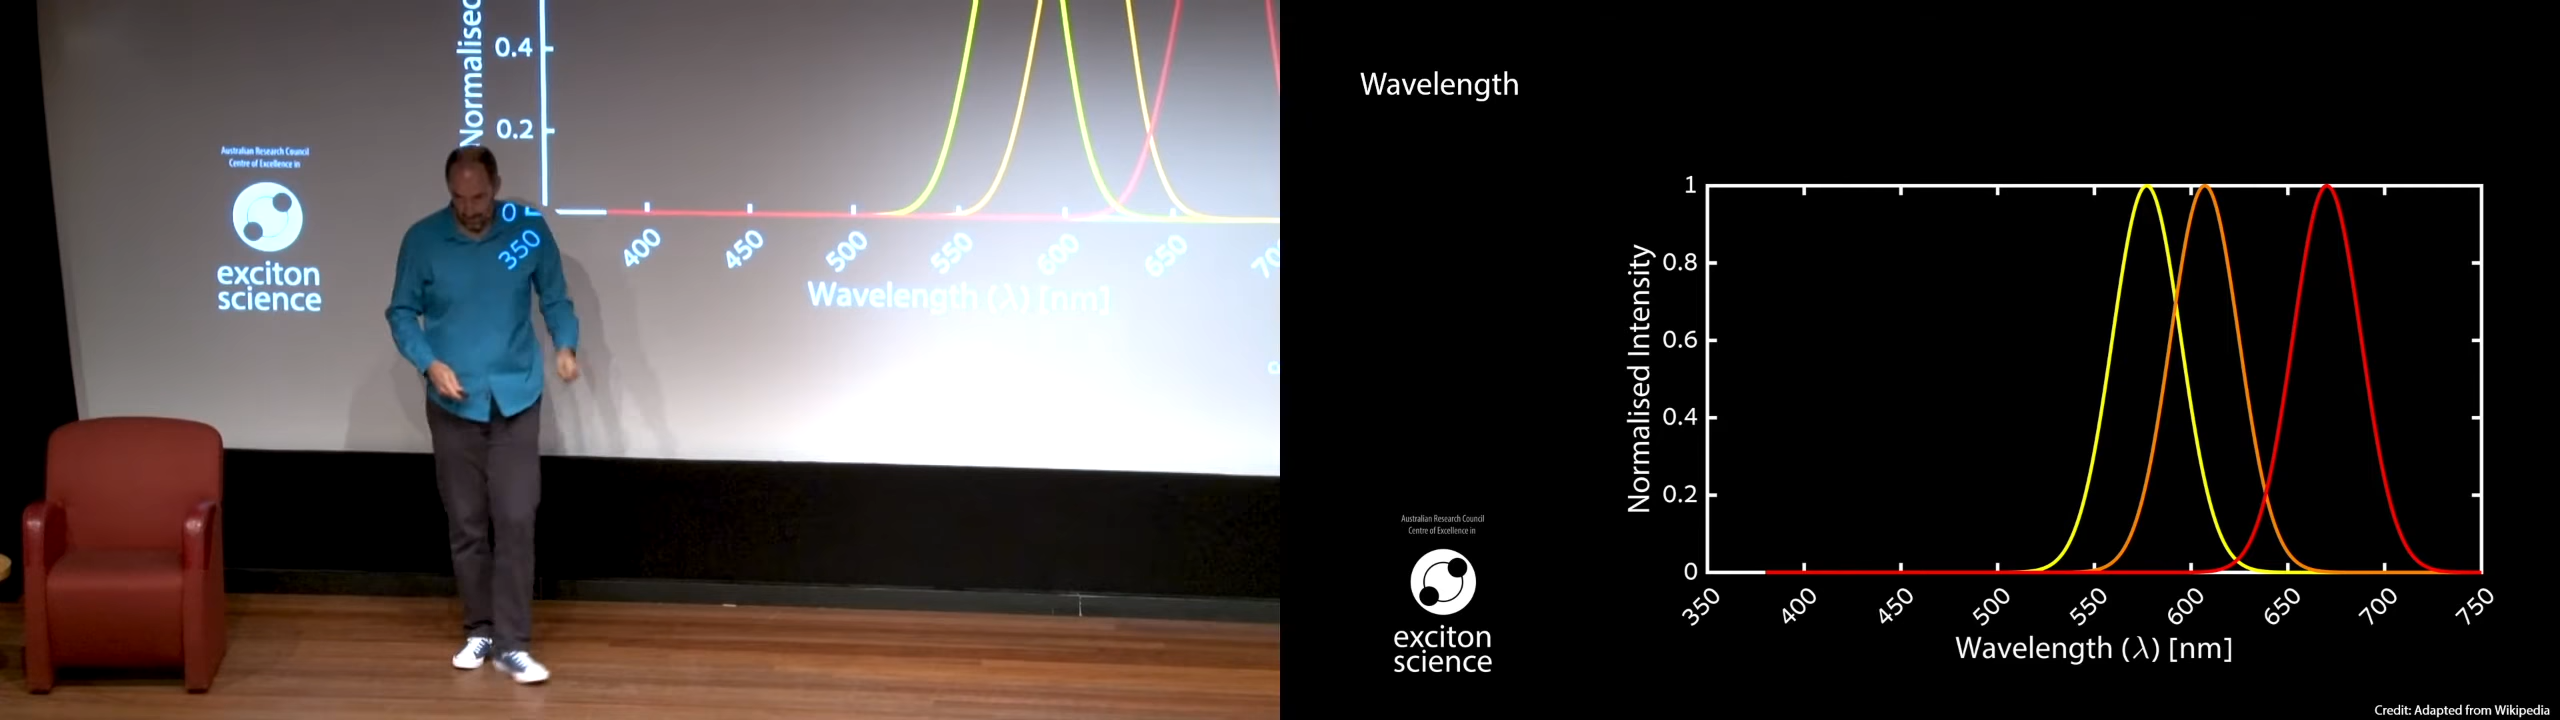 Normalised
0.4
0.2
0
350
400
450
500
550
600
650
Wavelength (λ) [nm]
Australian Research Council
Centre of Excellence in
exciton
science
Wavelength
Normalised Intensity
1
0.8
0.6
0.4
0.2
0
350
400
450
500
550
600
650
700
750
Wavelength (λ) [nm]
Australian Research Council
Centre of Excellence in
exciton
science
Credit: Adapted from Wikipedia